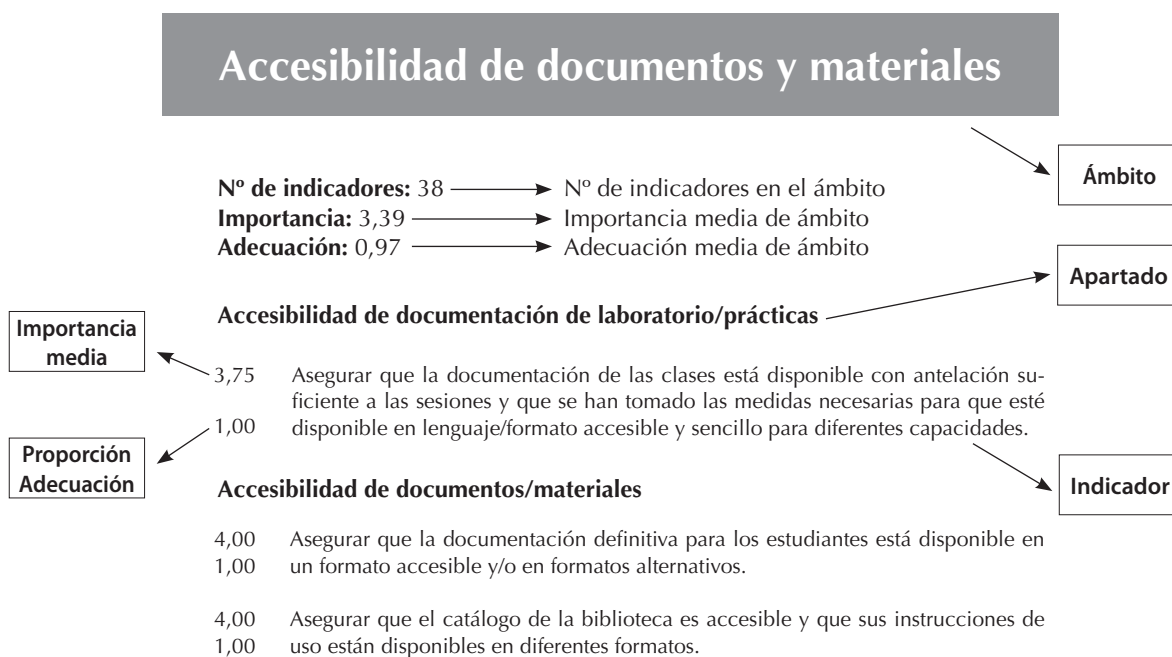 Accesibilidad de documentos y materiales
Ámbito
Nº de indicadores: 38 Nº de indicadores en el ámbito
Importancia: 3,39 Importancia media de ámbito
Adecuación: 0,97 Adecuación media de ámbito
Apartado
Accesibilidad de documentación de laboratorio/prácticas
Importancia
media
3,75 Asegurar que la documentación de las clases está disponible con antelación su-
ficiente a las sesiones y que se han tomado las medidas necesarias para que esté
1,00 disponible en lenguaje/formato accesible y sencillo para diferentes capacidades.
Proporción
Adecuación
Indicador
Accesibilidad de documentos/materiales
4,00 Asegurar que la documentación definitiva para los estudiantes está disponible en
1,00 un formato accesible y/o en formatos alternativos.
4,00 Asegurar que el catálogo de la biblioteca es accesible y que sus instrucciones de
1,00 uso están disponibles en diferentes formatos.